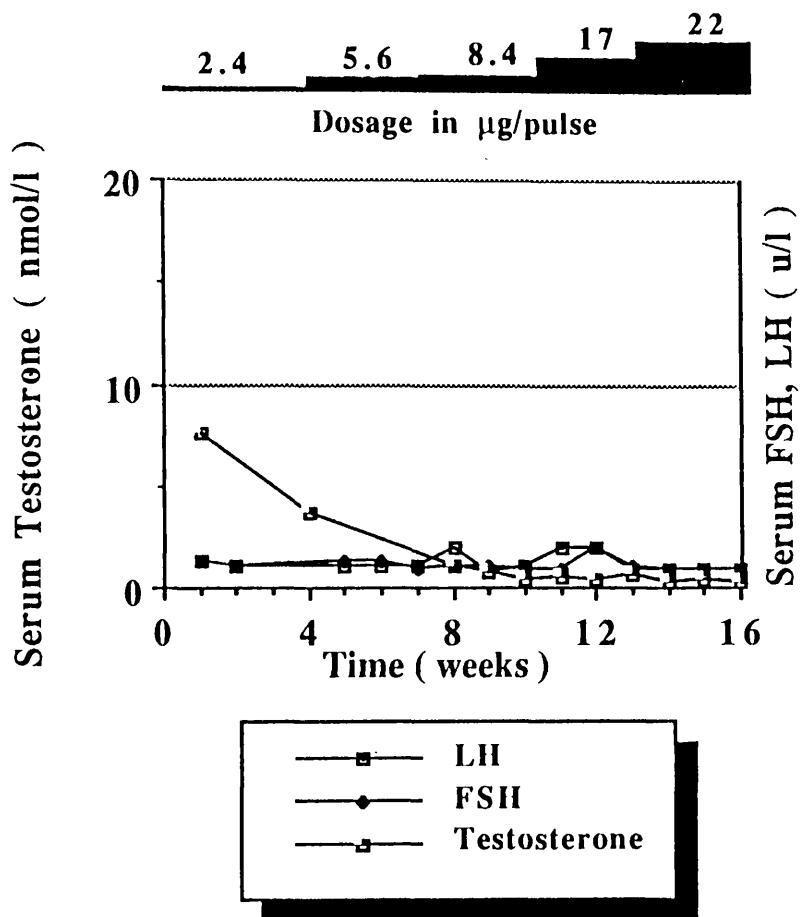 2.4 5.6 8.4 17 22
Dosage in µg/pulse
Serum Testosterone ( nmol/l )
Serum FSH, LH ( u/l )
20
10
0
0 4 8 12 16
Time ( weeks )
LH
FSH
Testosterone